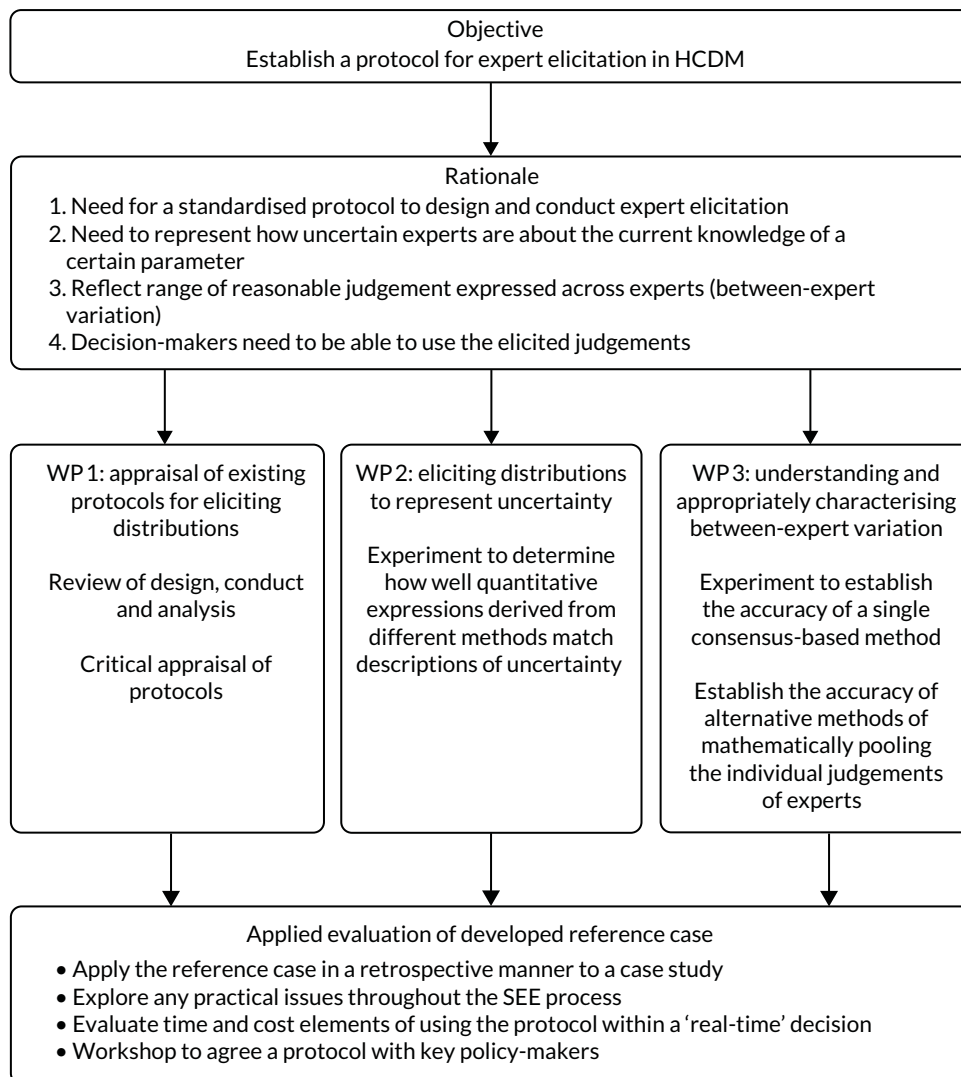 Objective
Establish a protocol for expert elicitation in HCDM
Rationale
1. Need for a standardised protocol to design and conduct expert elicitation
2. Need to represent how uncertain experts are about the current knowledge of a
certain parameter
3. Reflect range of reasonable judgement expressed across experts (between-expert
variation)
4. Decision-makers need to be able to use the elicited judgements
WP 1: appraisal of existing
protocols for eliciting
distributions
Review of design, conduct
and analysis
Critical appraisal of
protocols
WP 2: eliciting distributions
to represent uncertainty
Experiment to determine
how well quantitative
expressions derived from
different methods match
descriptions of uncertainty
WP 3: understanding and
appropriately characterising
between-expert variation
Experiment to establish
the accuracy of a single
consensus-based method
Establish the accuracy of
alternative methods of
mathematically pooling
the individual judgements
of experts
Applied evaluation of developed reference case
• Apply the reference case in a retrospective manner to a case study
• Explore any practical issues throughout the SEE process
• Evaluate time and cost elements of using the protocol within a ‘real-time’ decision
• Workshop to agree a protocol with key policy-makers